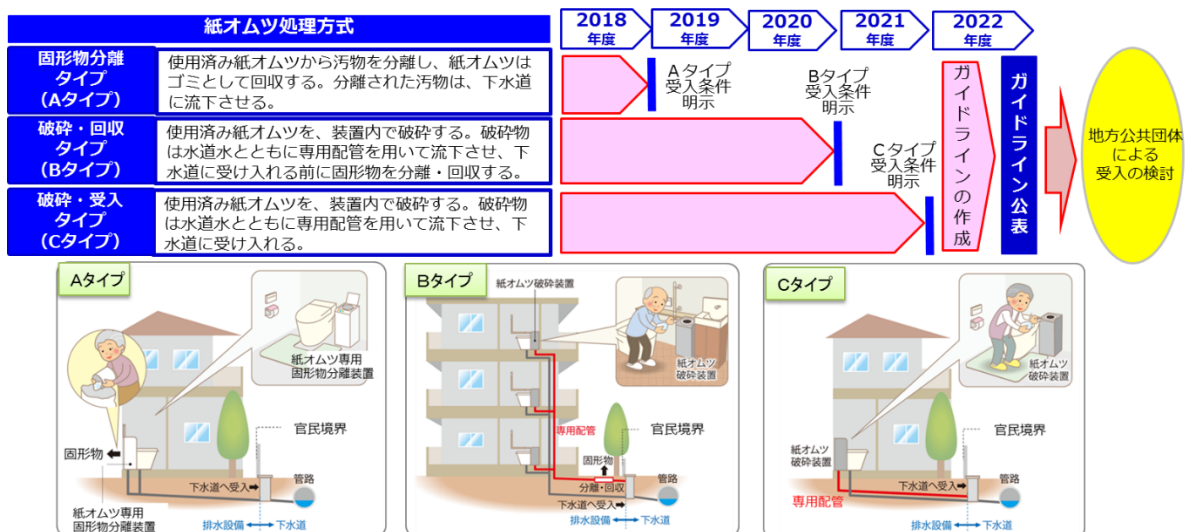 紙オムツ処理方式
2018
年度
2019
年度
2020
年度
2021
年度
2022
年度
固形物分離
タイプ
（Aタイプ）
使用済み紙オムツから汚物を分離し、紙オムツは
ゴミとして回収する。分離された汚物は、下水道
に流下させる。
Aタイプ
受入条件
明示
破砕・回収
タイプ
（Bタイプ）
使用済み紙オムツを、装置内で破砕する。破砕物
は水道水とともに専用配管を用いて流下させ、下
水道に受け入れる前に固形物を分離・回収する。
Bタイプ
受入条件
明示
破砕・受入
タイプ
（Cタイプ）
使用済み紙オムツを、装置内で破砕する。破砕物
は水道水とともに専用配管を用いて流下させ、下
水道に受け入れる。
Cタイプ
受入条件
明示
ガイドラインの作成
ガイドライン公表
地方公共団体
による
受入の検討
Aタイプ
紙オムツ専用
固形物分離装置
官民境界
固形物
下水道へ受入
管路
紙オムツ専用
固形物分離装置
排水設備
下水道
Bタイプ
紙オムツ破砕装置
紙オムツ
破砕装置
専用配管
官民境界
固形物
分離・回収
管路
下水道へ受入
排水設備
下水道
Cタイプ
紙オムツ
破砕装置
官民境界
紙オムツ
破砕装置
下水道へ受入
管路
専用配管
排水設備
下水道